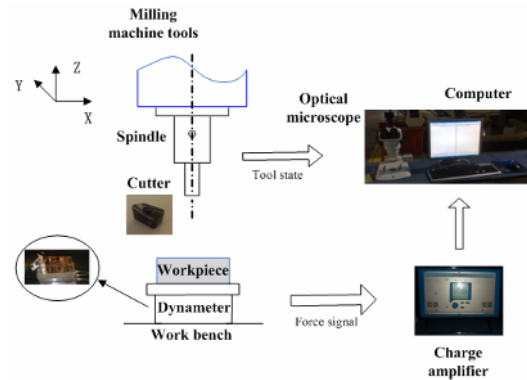 Milling
machine tools
Z
Y
X
Spindle
Cutter
Optical
microscope
Computer
Tool state
Workpiece
Dynameter
Work bench
Force signal
Charge
amplifier